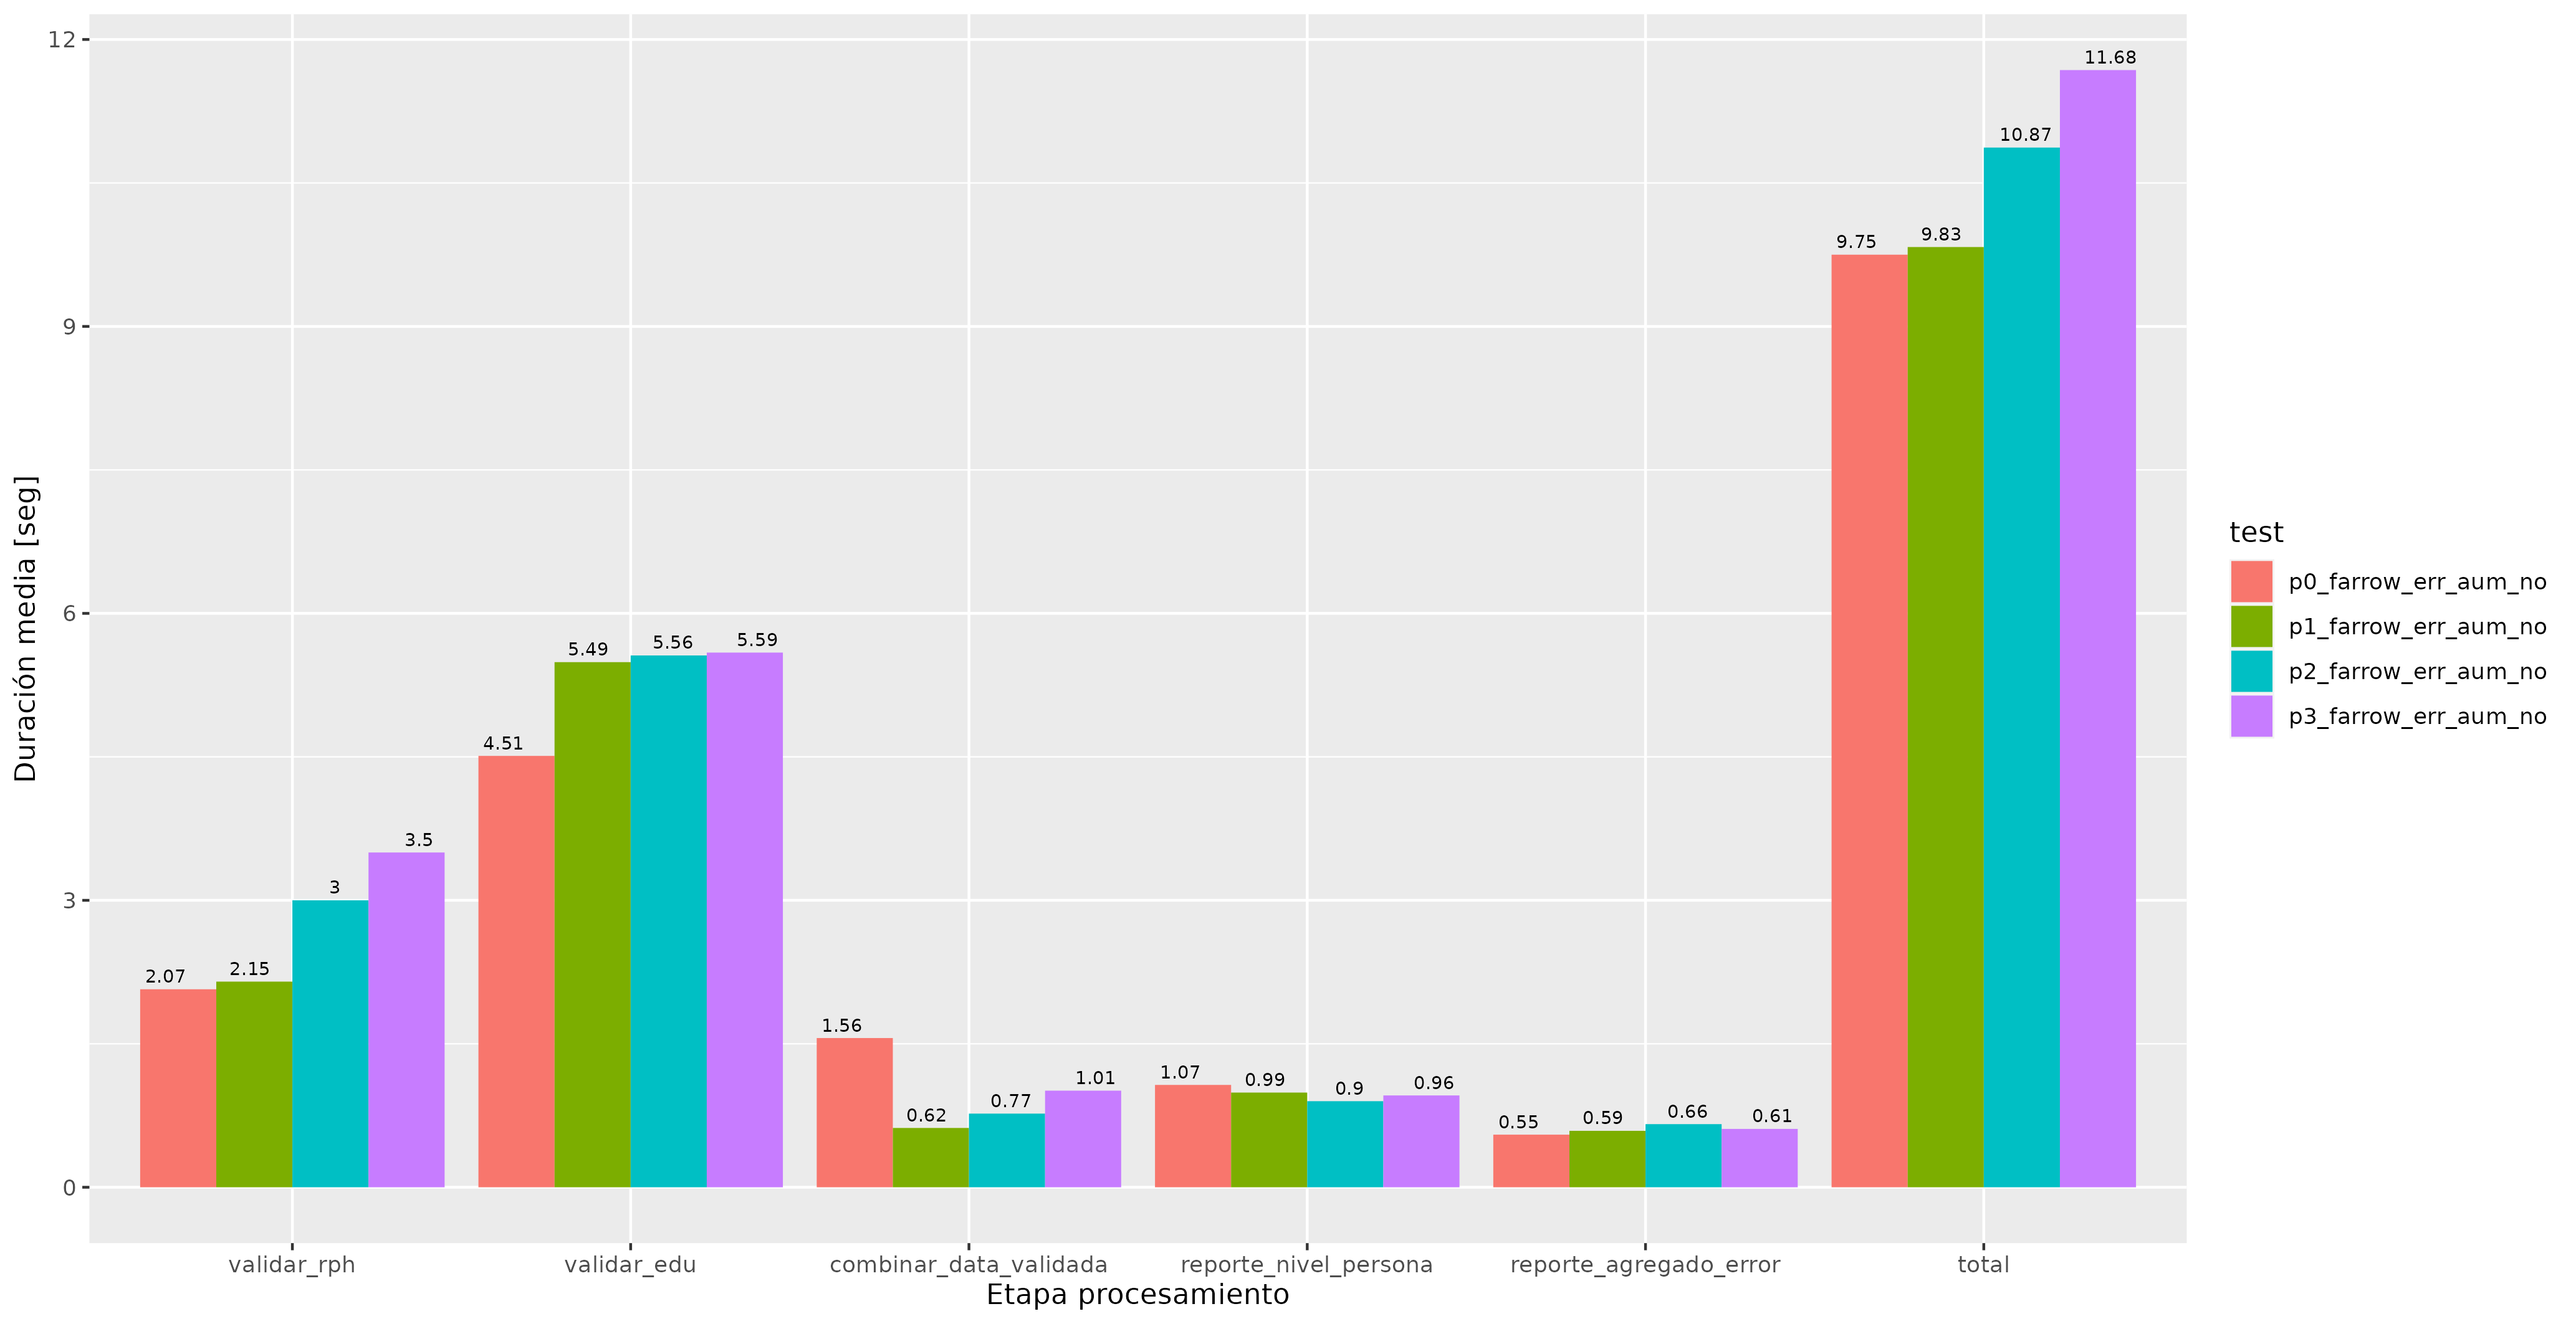 12
9
6
3
0
Duración media [seg]
2.07
2.15
3
3.5
4.51
5.49
5.56
5.59
1.56
0.62
0.77
1.01
1.07
0.99
0.9
0.96
0.55
0.59
0.66
0.61
9.75
9.83
10.87
11.68
validar_rph
validar_edu
combinar_data_validada
reporte_nivel_persona
reporte_agregado_error
total
Etapa procesamiento
test
p0_farrow_err_aum_no
p1_farrow_err_aum_no
p2_farrow_err_aum_no
p3_farrow_err_aum_no